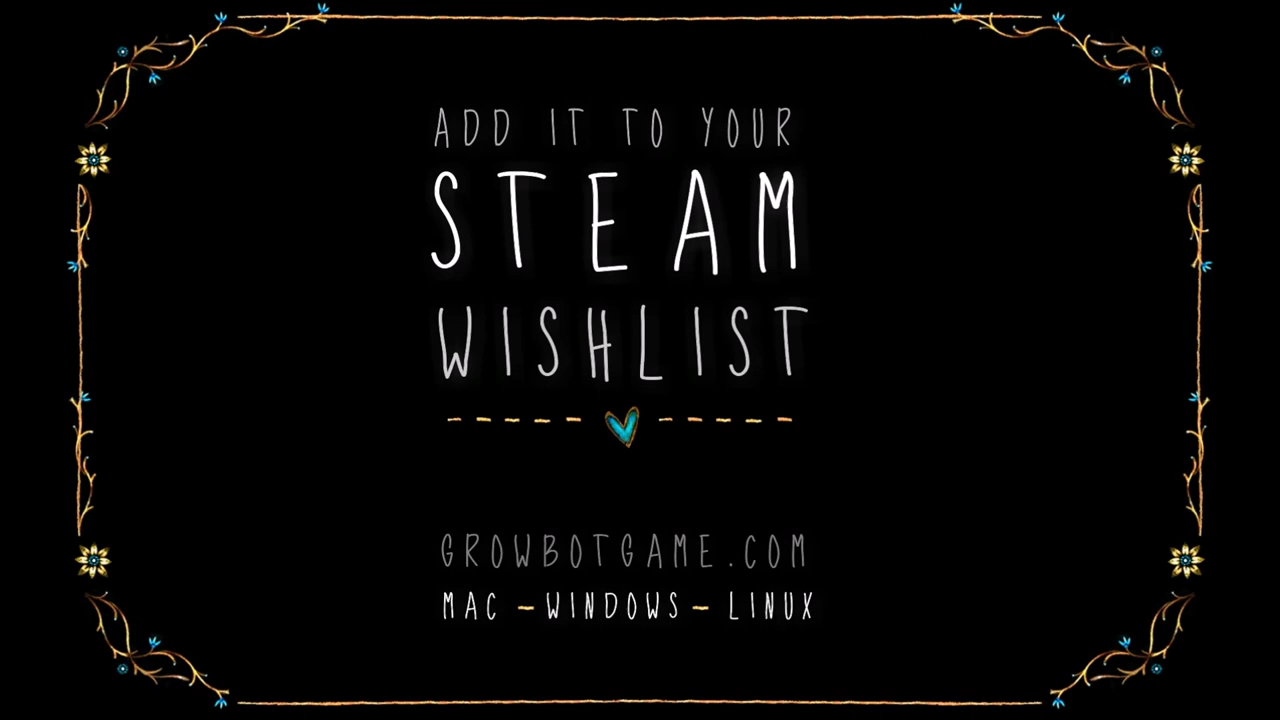 ADD IT TO YOUR
STEAM
WISHLIST
GROWBOTGAME.COM
MAC - WINDOWS - LINUX